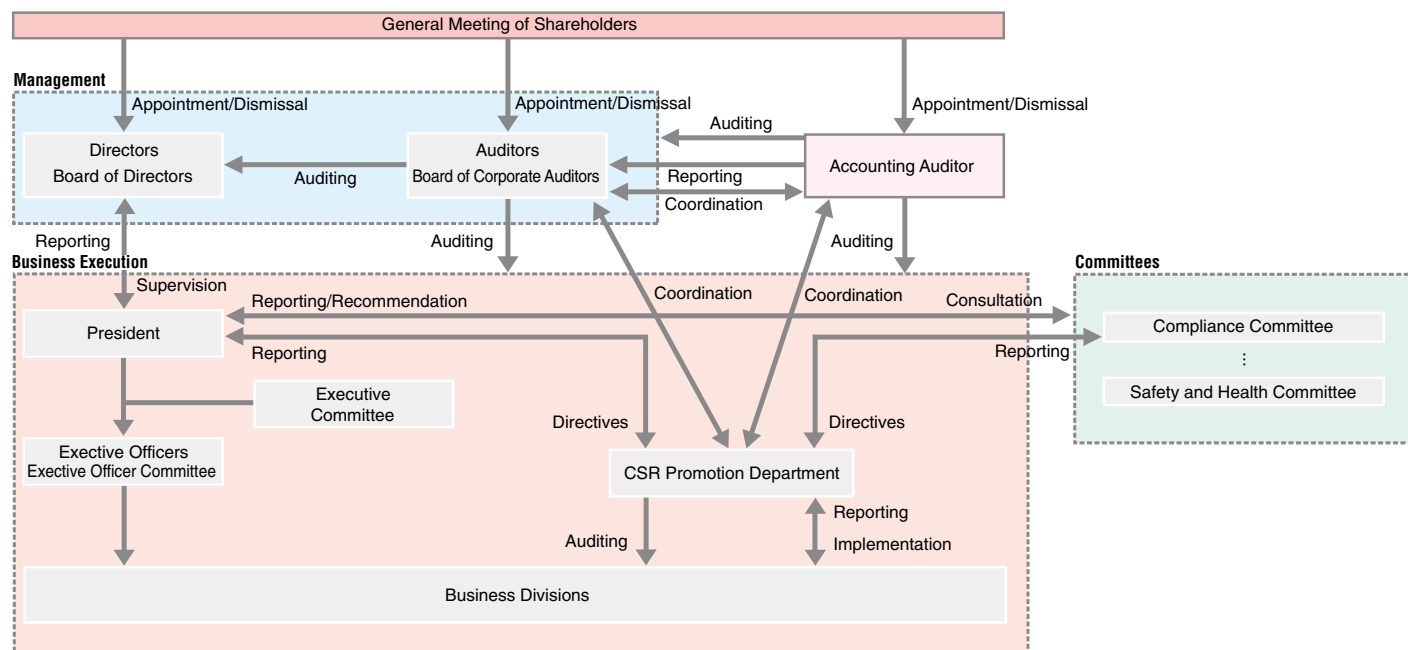 General Meeting of Shareholders
Management
Appointment/Dismissal
Appointment/Dismissal
Appointment/Dismissal
Directors
Board of Directors
Auditing
Auditors
Board of Corporate Auditors
Auditing
Reporting
Coordination
Accounting Auditor
Reporting
Auditing
Auditing
Business Execution
Supervision
Coordination
Coordination
Committees
Reporting/Recommendation
Consultation
President
Reporting
Reporting
Compliance Committee
⋮
Safety and Health Committee
Executive
Committee
Directives
Directives
Exective Officers
Exective Officer Committee
CSR Promotion Department
Auditing
Reporting
Implementation
Business Divisions